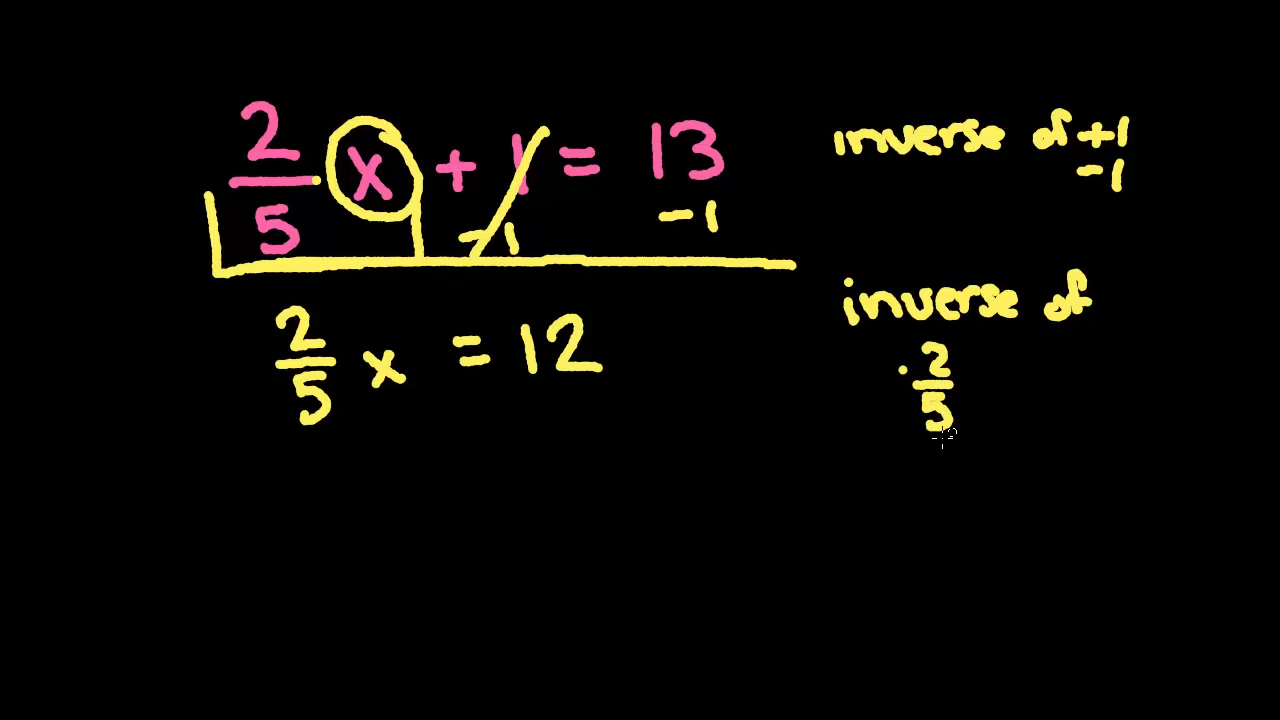 2/5 · x + 1 = 13
-1 -1
2/5 x = 12
inverse of +1
-1
inverse of
· 2/5